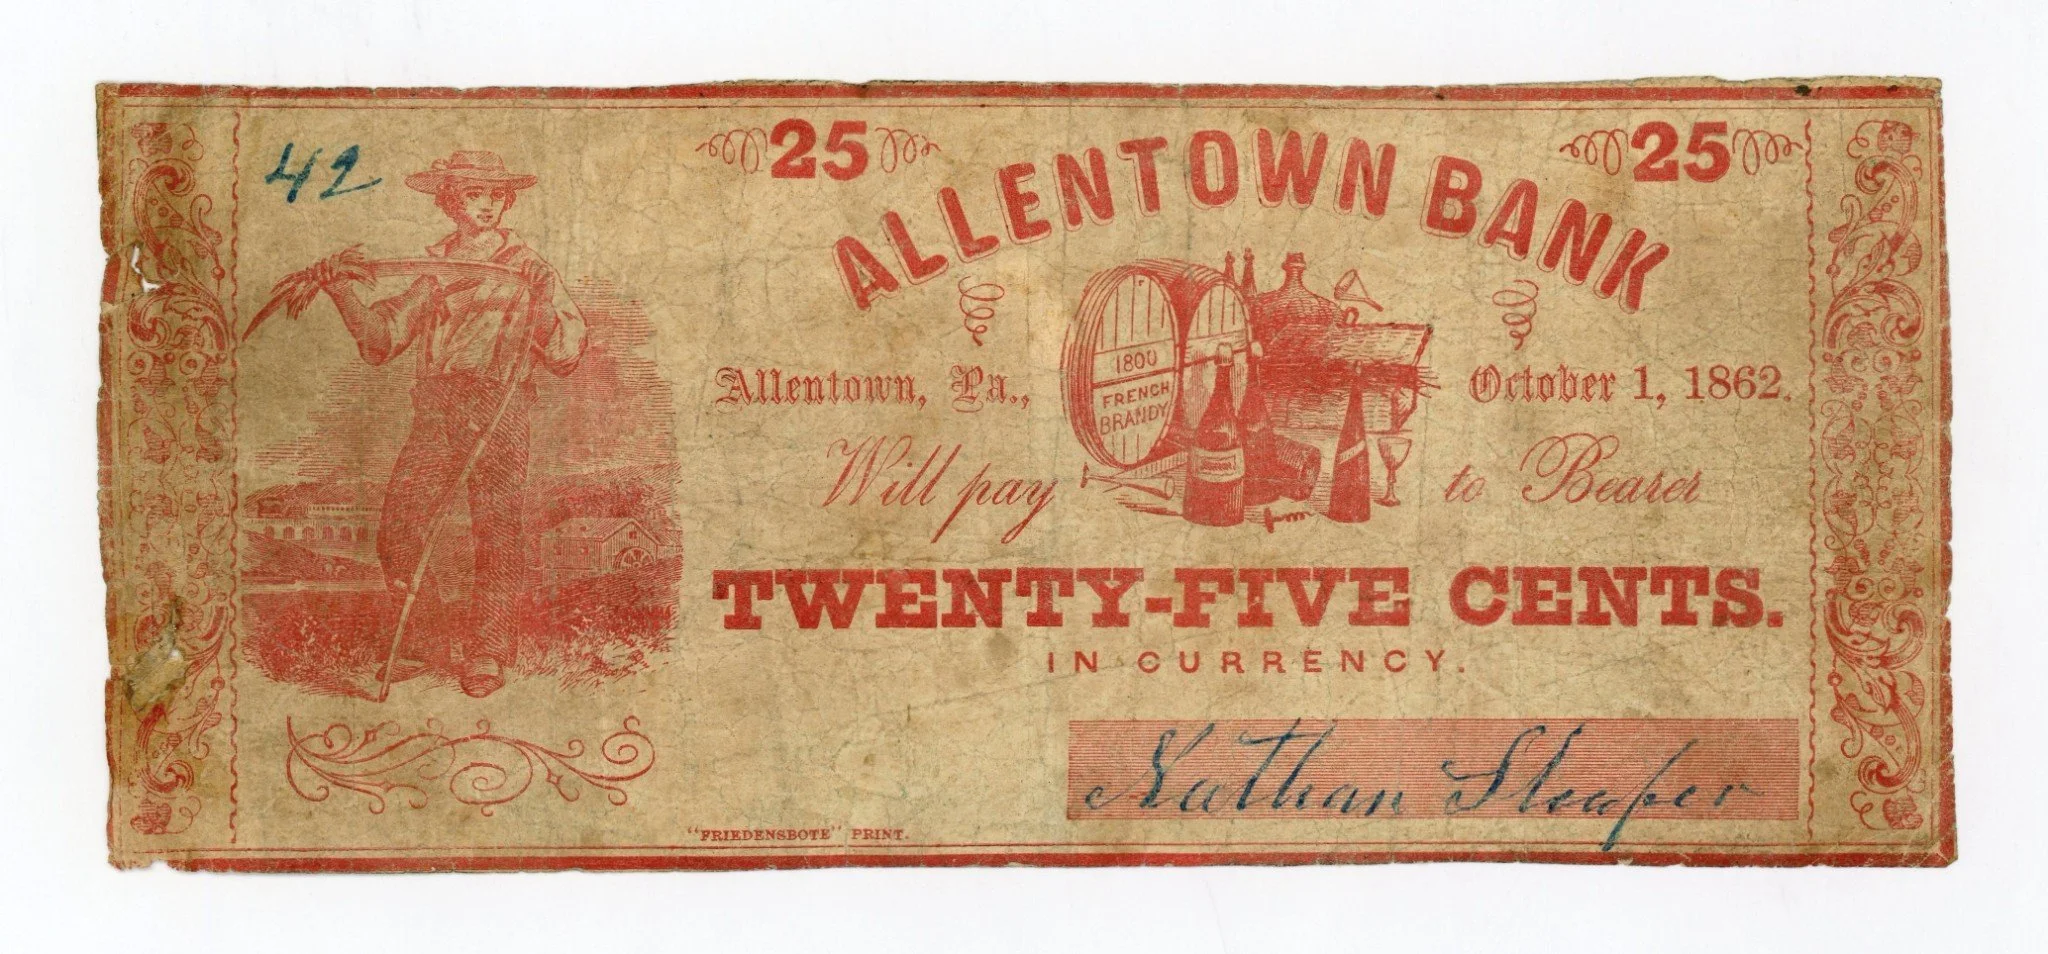 42
25 25
ALLENTOWN BANK
Allentown, Pa., October 1, 1862.
1800
FRENCH
BRANDY
Will pay to Bearer
TWENTY-FIVE CENTS.
IN CURRENCY.
Nathan
"FRIEDENSBOTE" PRINT.